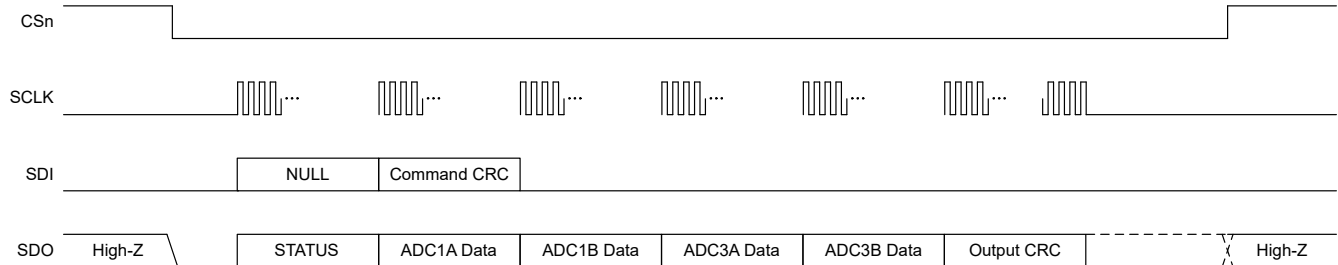 CSn
SCLK ... ... ... ... ... ...
SDI NULL Command CRC
SDO High-Z STATUS ADC1A Data ADC1B Data ADC3A Data ADC3B Data Output CRC High-Z